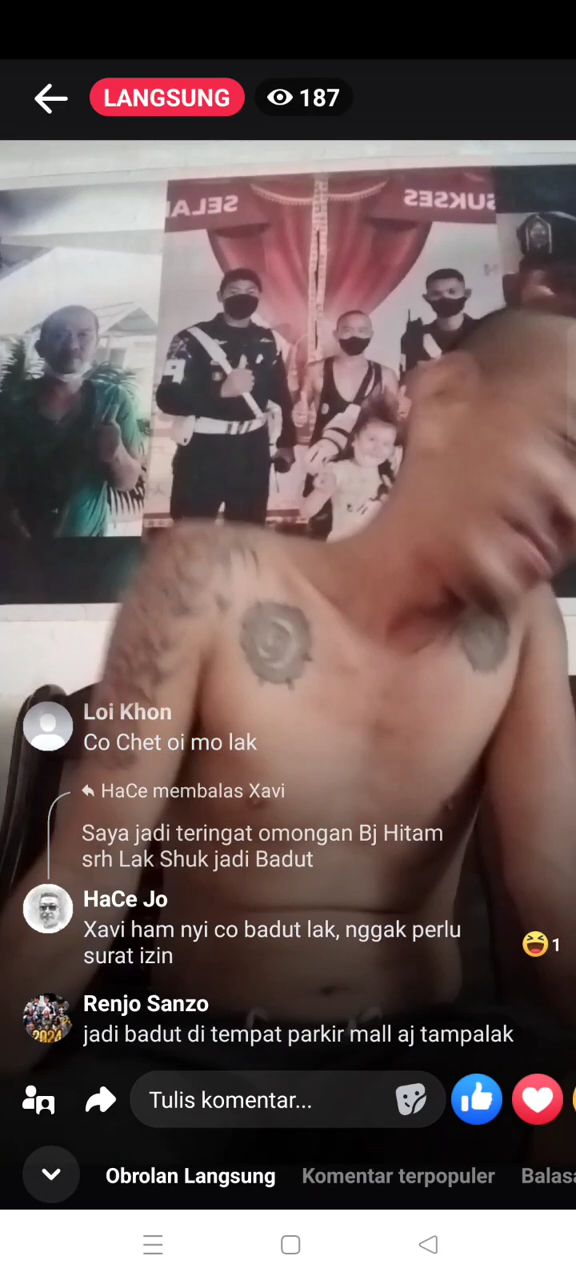 LANGSUNG
187
SELA
SUKSES
Loi Khon
Co Chet oi mo lak
HaCe membalas Xavi
Saya jadi teringat omongan Bj Hitam
srh Lak Shuk jadi Badut
HaCe Jo
Xavi ham nyi co badut lak, nggak perlu
surat izin
1
Renjo Sanzo
jadi badut di tempat parkir mall aj tampalak
2024
Tulis komentar...
Obrolan Langsung
Komentar terpopuler
Balasa